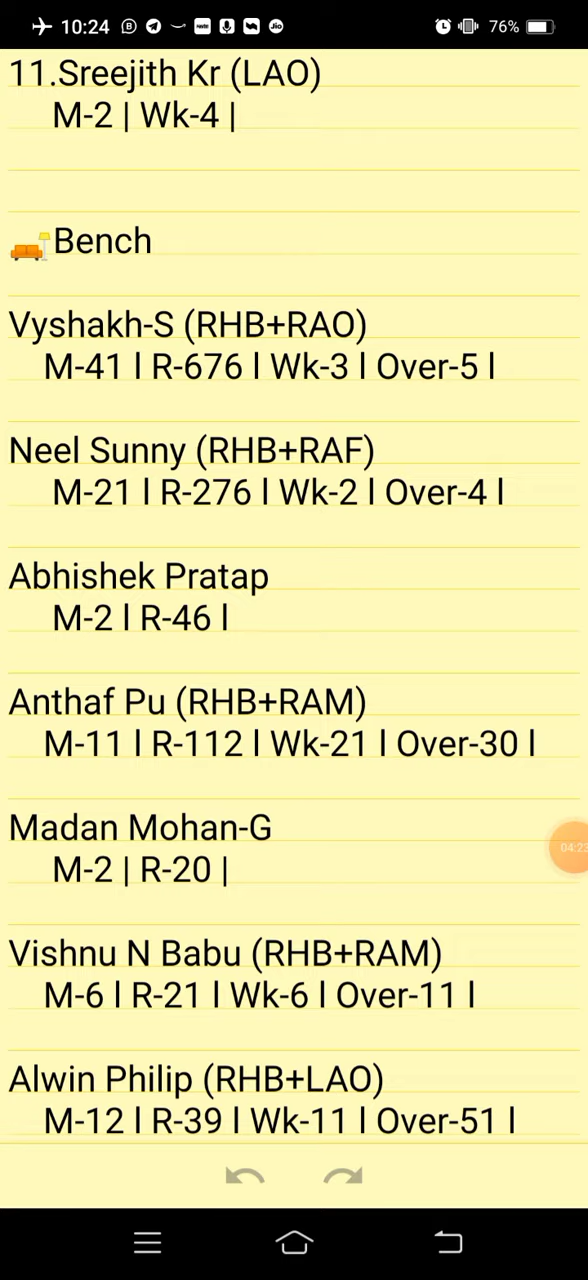 10:24
76%
11.Sreejith Kr (LAO)
M-2 | Wk-4 |
Bench
Vyshakh-S (RHB+RAO)
M-41 l R-676 l Wk-3 l Over-5 l
Neel Sunny (RHB+RAF)
M-21 l R-276 l Wk-2 l Over-4 l
Abhishek Pratap
M-2 l R-46 l
Anthaf Pu (RHB+RAM)
M-11 l R-112 l Wk-21 l Over-30 l
Madan Mohan-G
M-2 | R-20 |
04:23
Vishnu N Babu (RHB+RAM)
M-6 l R-21 l Wk-6 l Over-11 l
Alwin Philip (RHB+LAO)
M-12 l R-39 l Wk-11 l Over-51 l